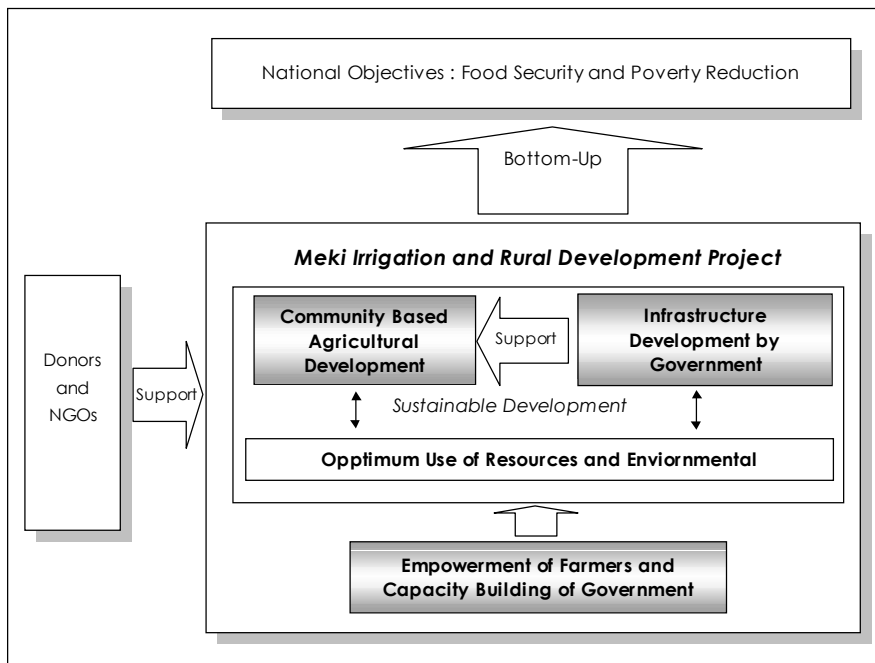 National Objectives : Food Security and Poverty Reduction
Bottom-Up
Meki Irrigation and Rural Development Project
Donors
and
NGOs
Support
Community Based
Agricultural
Development
Support
Infrastructure
Development by
Government
Sustainable Development
Opptimum Use of Resources and Enviornmental
Empowerment of Farmers and
Capacity Building of Government